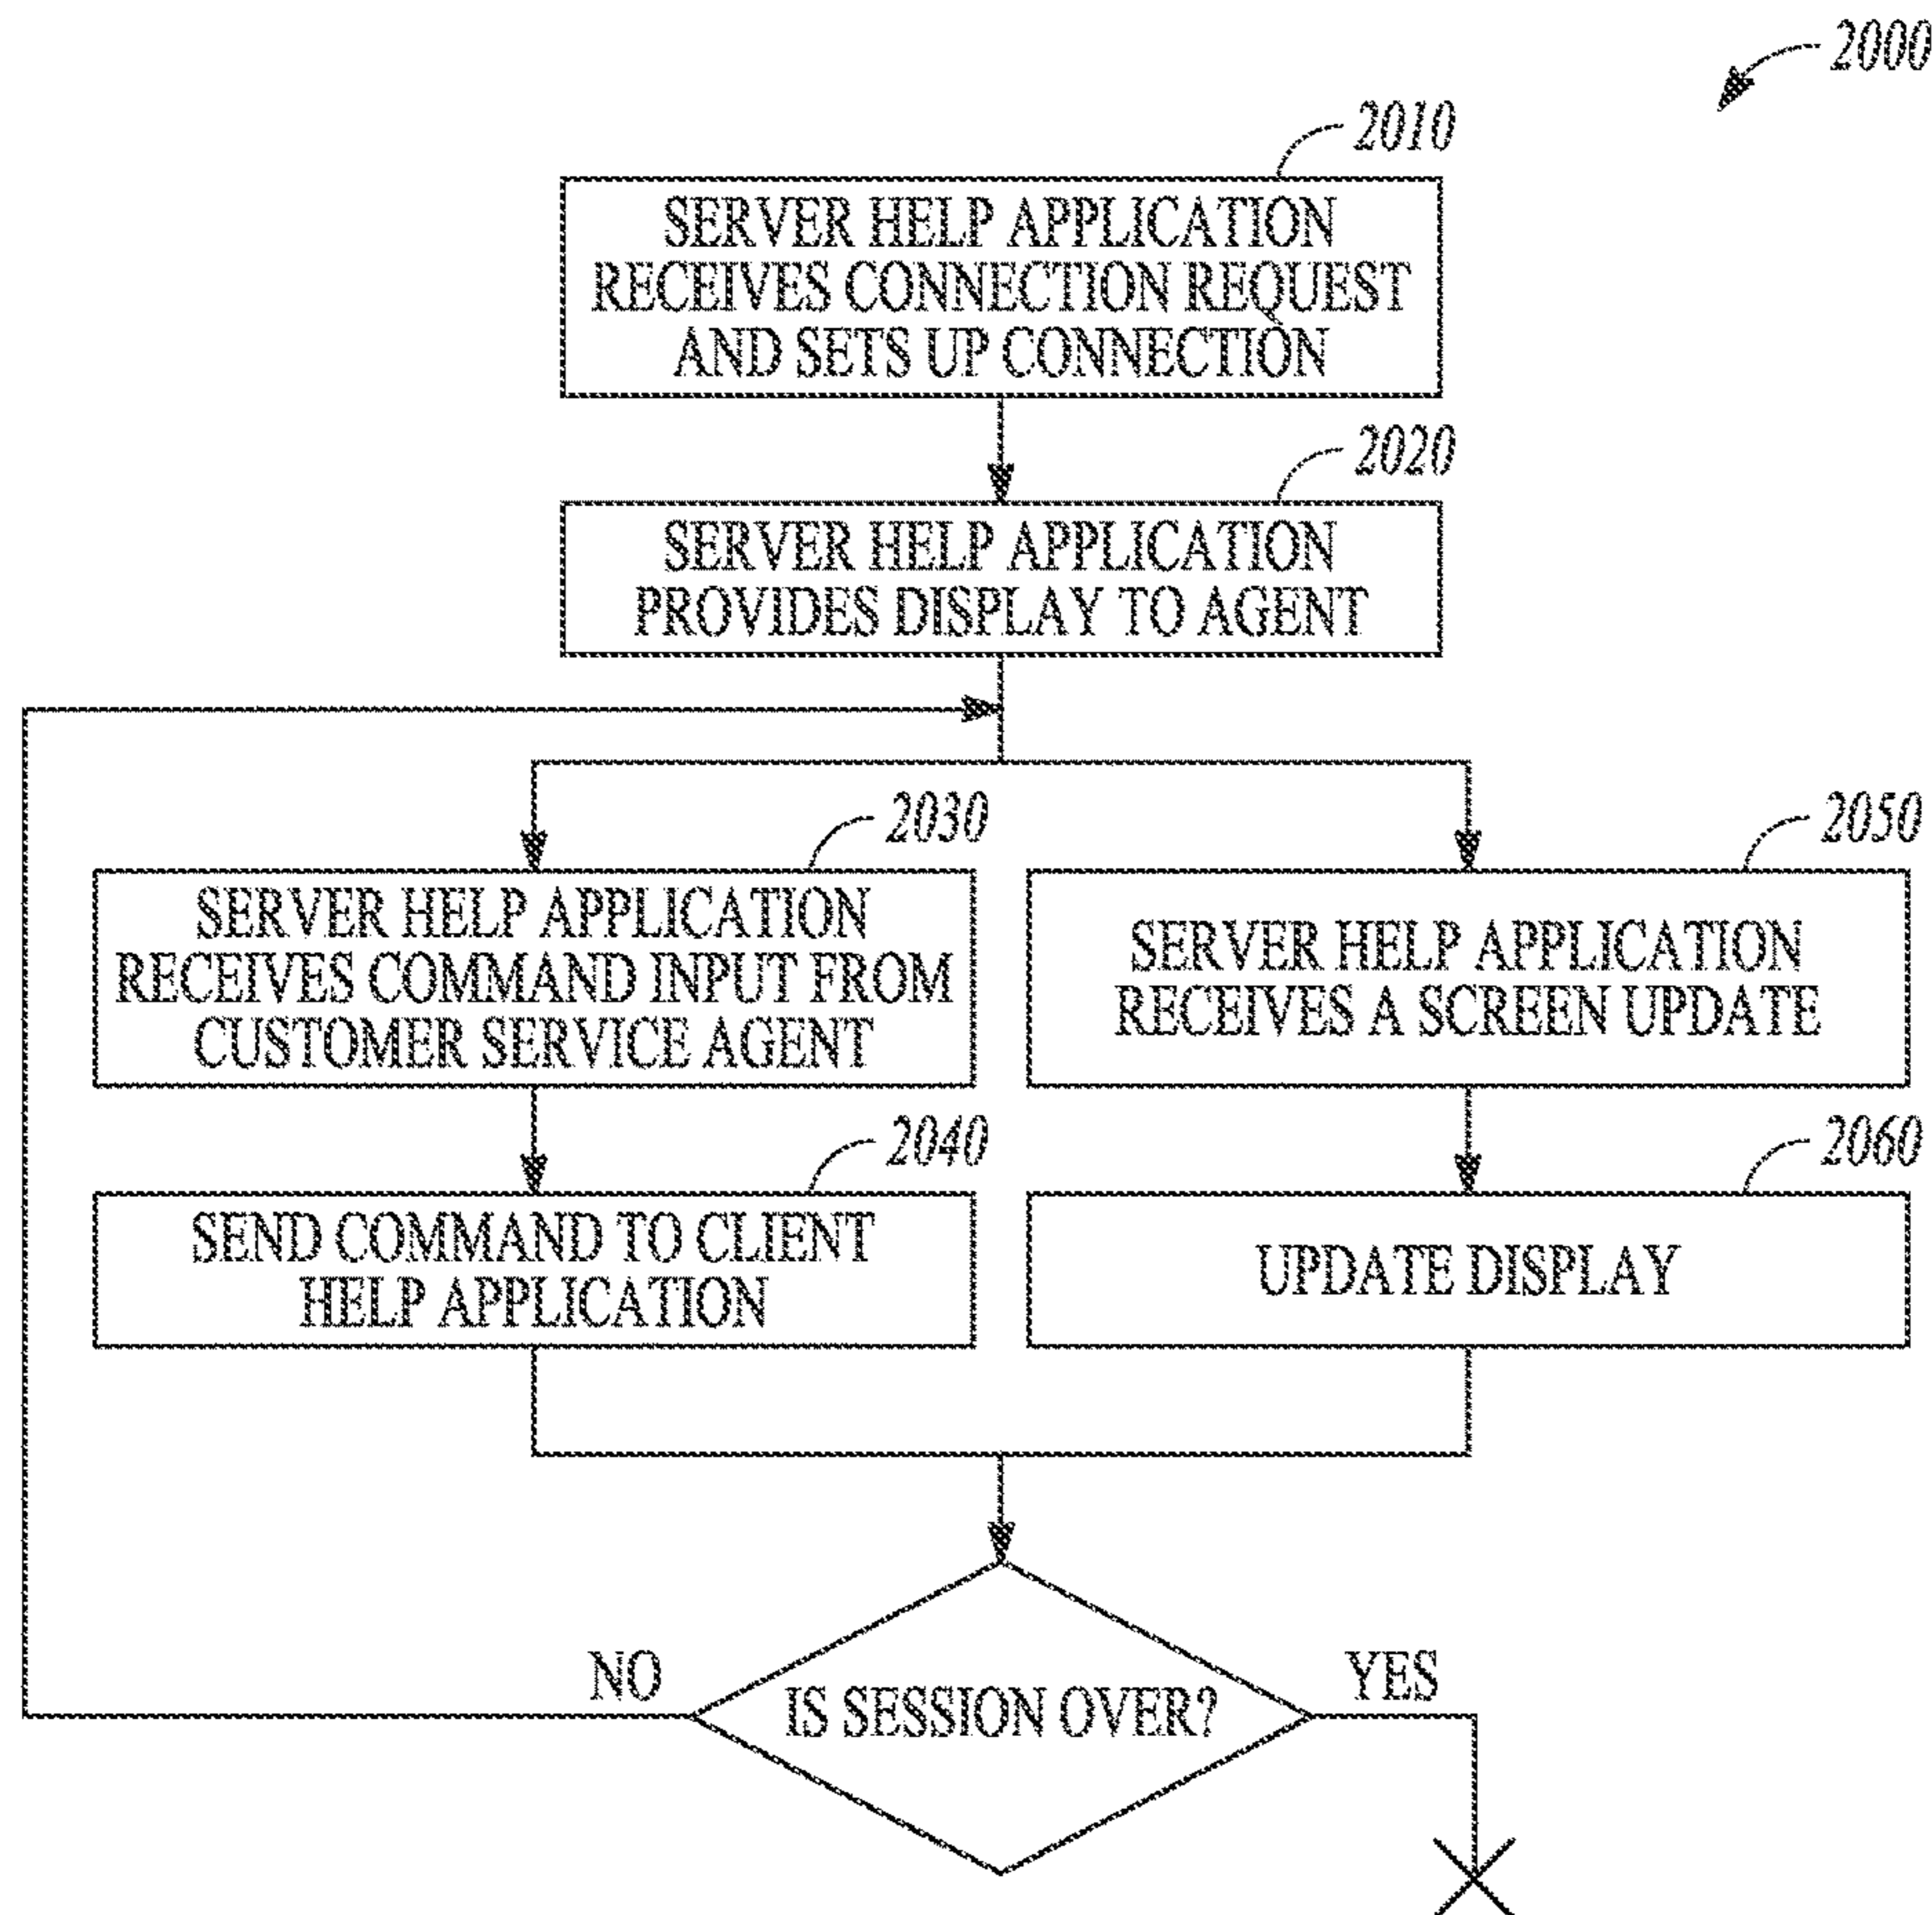 2000
2010
SERVER HELP APPLICATION
RECEIVES CONNECTION REQUEST
AND SETS UP CONNECTION
2020
SERVER HELP APPLICATION
PROVIDES DISPLAY TO AGENT
2030
SERVER HELP APPLICATION
RECEIVES COMMAND INPUT FROM
CUSTOMER SERVICE AGENT
2050
SERVER HELP APPLICATION
RECEIVES A SCREEN UPDATE
2040
SEND COMMAND TO CLIENT
HELP APPLICATION
2060
UPDATE DISPLAY
NO
IS SESSION OVER?
YES